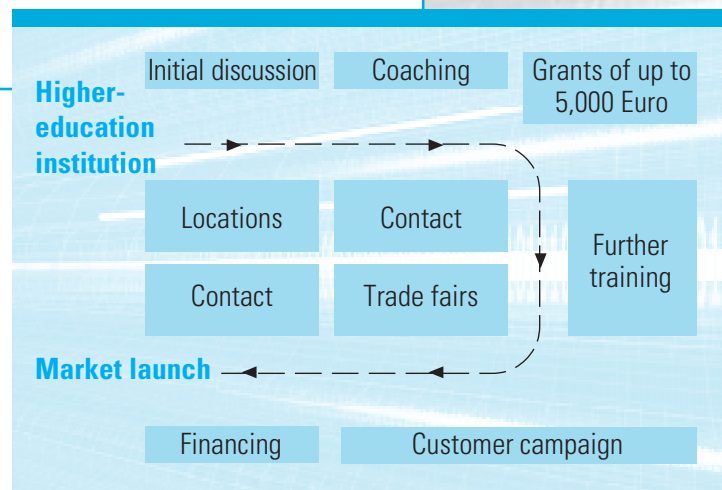 Initial discussion
Coaching
Grants of up to
5,000 Euro
Higher-
education
institution
Locations
Contact
Further
training
Contact
Trade fairs
Market launch
Financing
Customer campaign